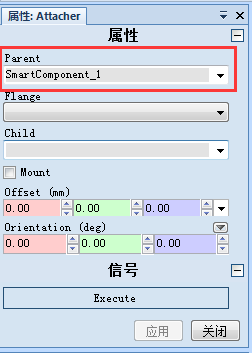 属性: Attacher
属性
Parent
SmartComponent_1
Flange
Child
Mount
Offset (mm)
0.00 0.00 0.00
Orientation (deg)
0.00 0.00 0.00
信号
Execute
应用 关闭